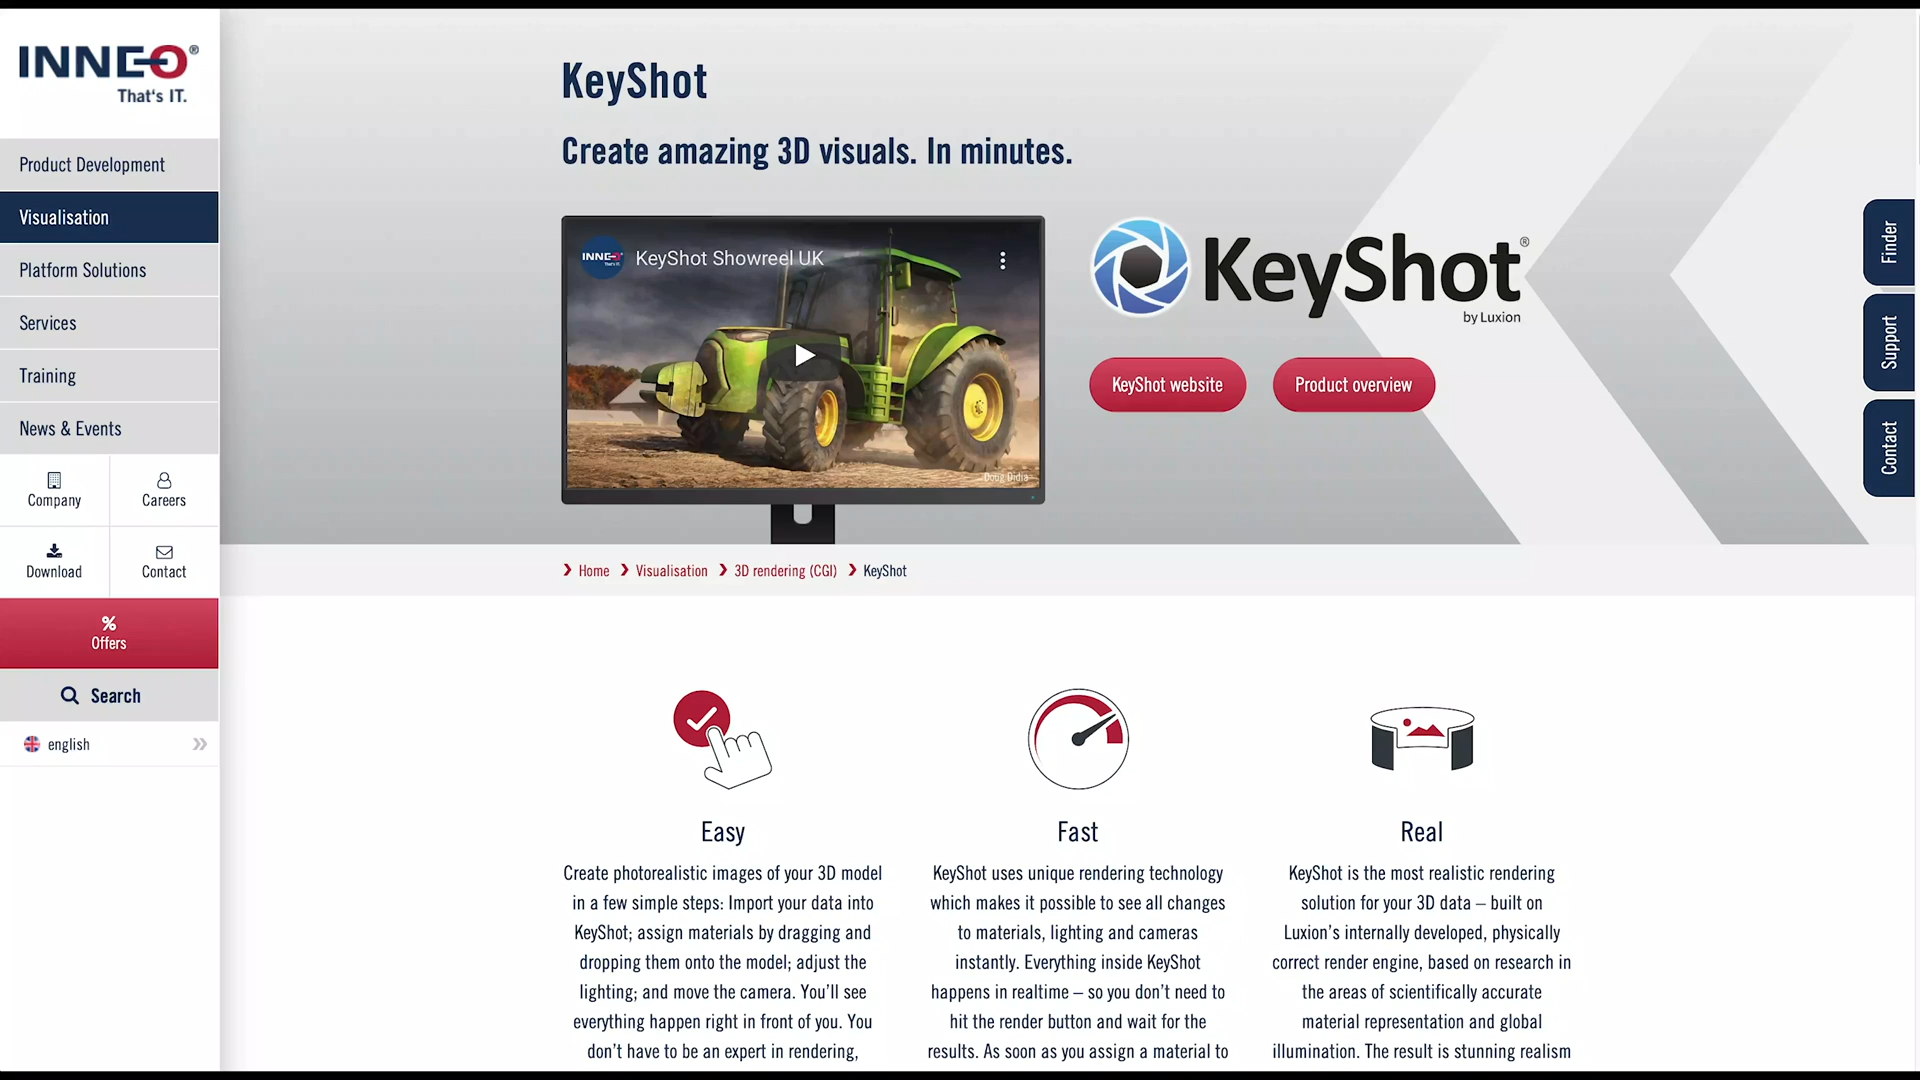 INNEO®
That's IT.
Product Development
Visualisation
Platform Solutions
Services
Training
News & Events
Company
Careers
Download
Contact
%
Offers
Search
english
KeyShot
Create amazing 3D visuals. In minutes.
INNEO
That's IT.
KeyShot Showreel UK
Doug Didia
KeyShot®
by Luxion
KeyShot website
Product overview
Finder
Support
Contact
Home
Visualisation
3D rendering (CGI)
KeyShot
Easy
Create photorealistic images of your 3D model
in a few simple steps: Import your data into
KeyShot; assign materials by dragging and
dropping them onto the model; adjust the
lighting; and move the camera. You’ll see
everything happen right in front of you. You
don’t have to be an expert in rendering,
Fast
KeyShot uses unique rendering technology
which makes it possible to see all changes
to materials, lighting and cameras
instantly. Everything inside KeyShot
happens in realtime – so you don’t need to
hit the render button and wait for the
results. As soon as you assign a material to
Real
KeyShot is the most realistic rendering
solution for your 3D data – built on
Luxion’s internally developed, physically
correct render engine, based on research in
the areas of scientifically accurate
material representation and global
illumination. The result is stunning realism